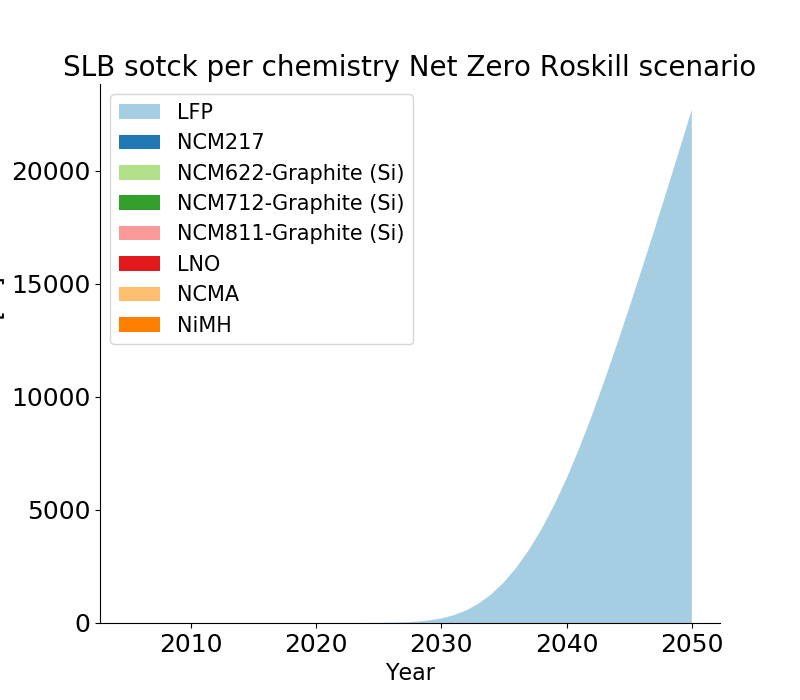 SLB sotck per chemistry Net Zero Roskill scenario
LFP
NCM217
NCM622-Graphite (Si)
NCM712-Graphite (Si)
NCM811-Graphite (Si)
LNO
NCMA
NiMH
20000
15000
10000
5000
0
2010 2020 2030 2040 2050
Year